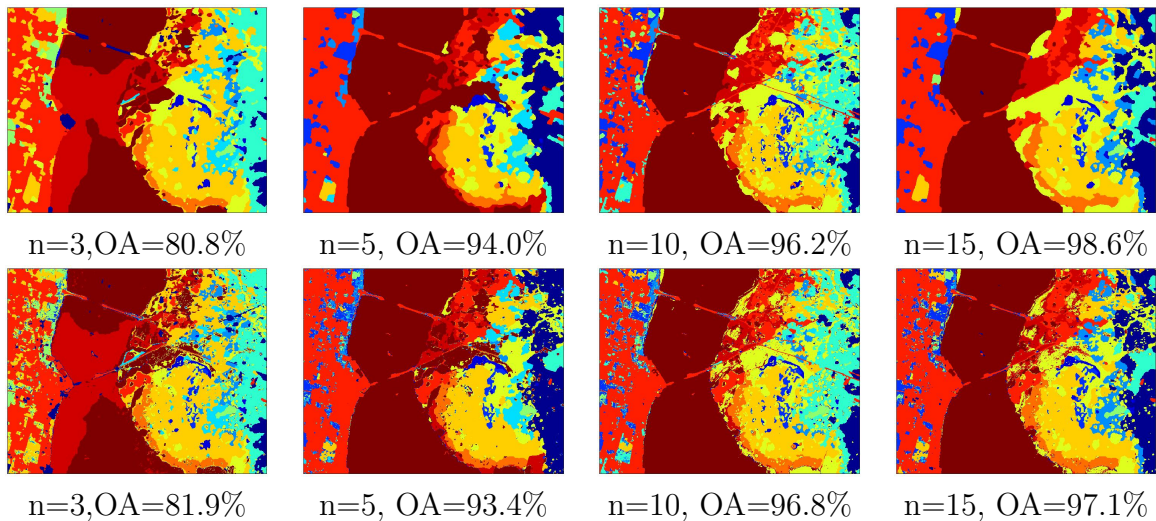 n=3,OA=80.8% n=5, OA=94.0% n=10, OA=96.2% n=15, OA=98.6%
n=3,OA=81.9% n=5, OA=93.4% n=10, OA=96.8% n=15, OA=97.1%